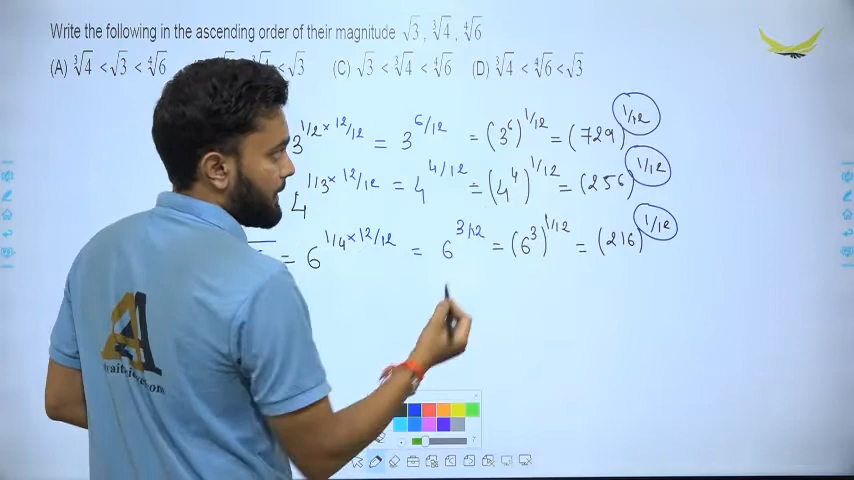 Write the following in the ascending order of their magnitude √3, ∛4, ∜6
(A) ∛4 < √3 < ∜6 < ∛4 < √3 (C) √3 < ∛4 < ∜6 (D) ∛4 < ∜6 < √3
3^(1/2 × 12/12) = 3^(6/12) = (3^6)^(1/12) = (729)^(1/12)
4^(1/3 × 12/12) = 4^(4/12) = (4^4)^(1/12) = (256)^(1/12)
= 6^(1/4 × 12/12) = 6^(3/12) = (6^3)^(1/12) = (216)^(1/12)
7